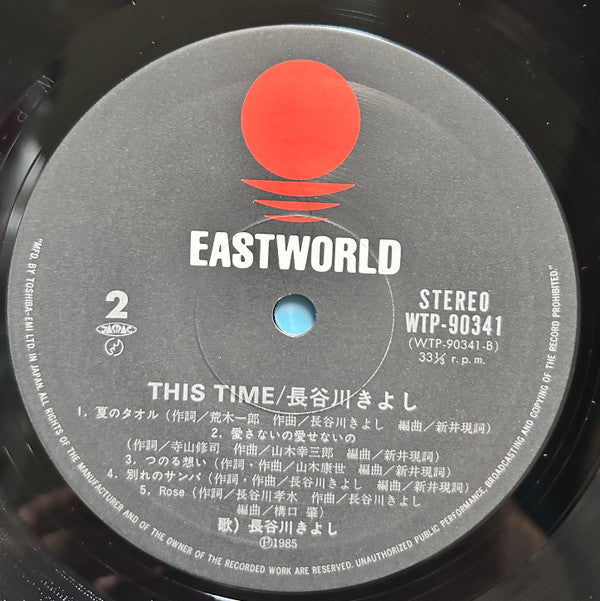 EASTWORLD
2
JASRAC
STEREO
WTP-90341
(WTP-90341-B)
33⅓ r.p.m.
THIS TIME/長谷川きよし
1. 夏のタオル (作詞/荒木一郎 作曲/長谷川きよし 編曲/新井現詞)
2. 愛さないの愛せないの
(作詞/寺山修司 作曲/山木幸三郎 編曲/新井現詞)
3. つのる想い (作詞・作曲/山木康世 編曲/新井現詞)
4. 別れのサンバ (作詞・作曲/長谷川きよし 編曲/新井現詞)
5. Rose (作詞/長谷川孝水 作曲/長谷川きよし
編曲/溝口 肇)
歌) 長谷川きよし
Ⓟ1985
"MFD. BY TOSHIBA-EMI LTD. IN JAPAN. ALL RIGHTS OF THE MANUFACTURER AND OF THE OWNER OF THE RECORDED WORK ARE RESERVED. UNAUTHORIZED PUBLIC PERFORMANCE, BROADCASTING AND COPYING OF THE RECORD PROHIBITED."